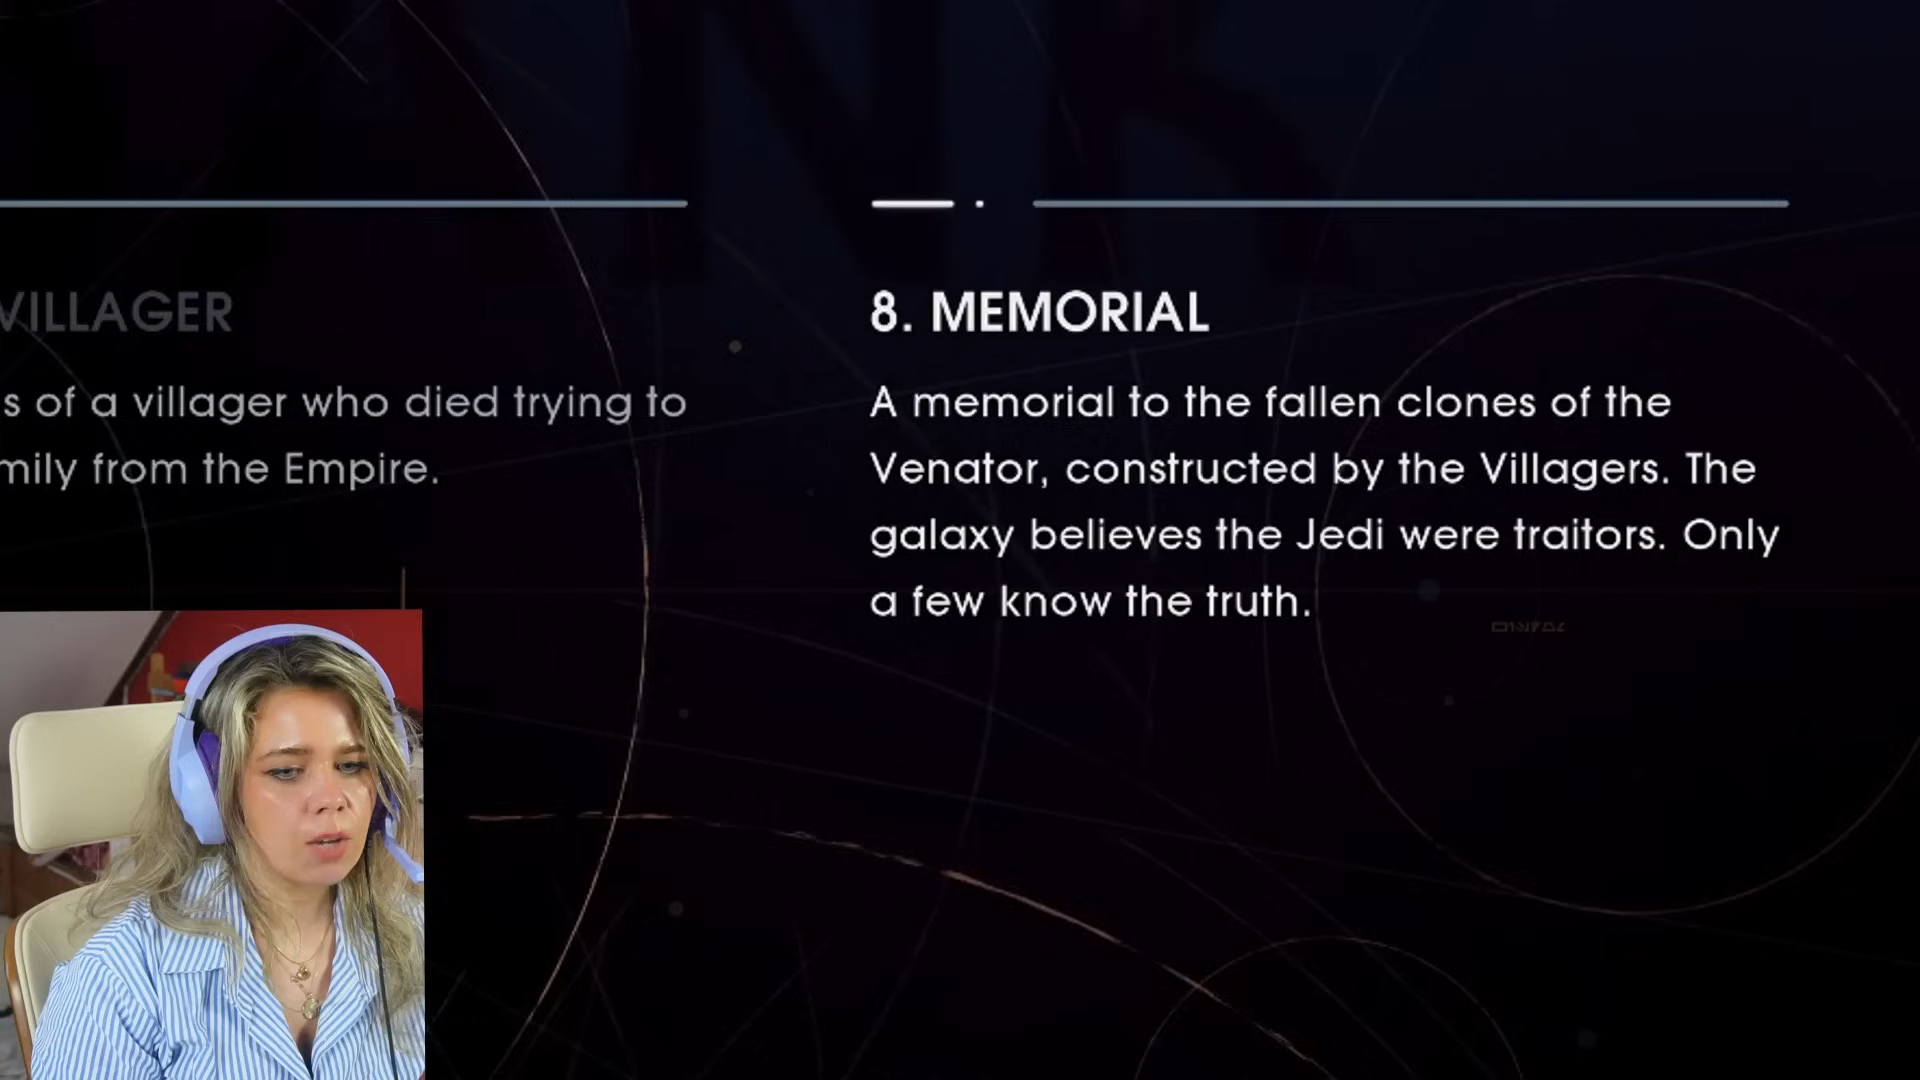 VILLAGER
s of a villager who died trying to
mily from the Empire.
8. MEMORIAL
A memorial to the fallen clones of the
Venator, constructed by the Villagers. The
galaxy believes the Jedi were traitors. Only
a few know the truth.